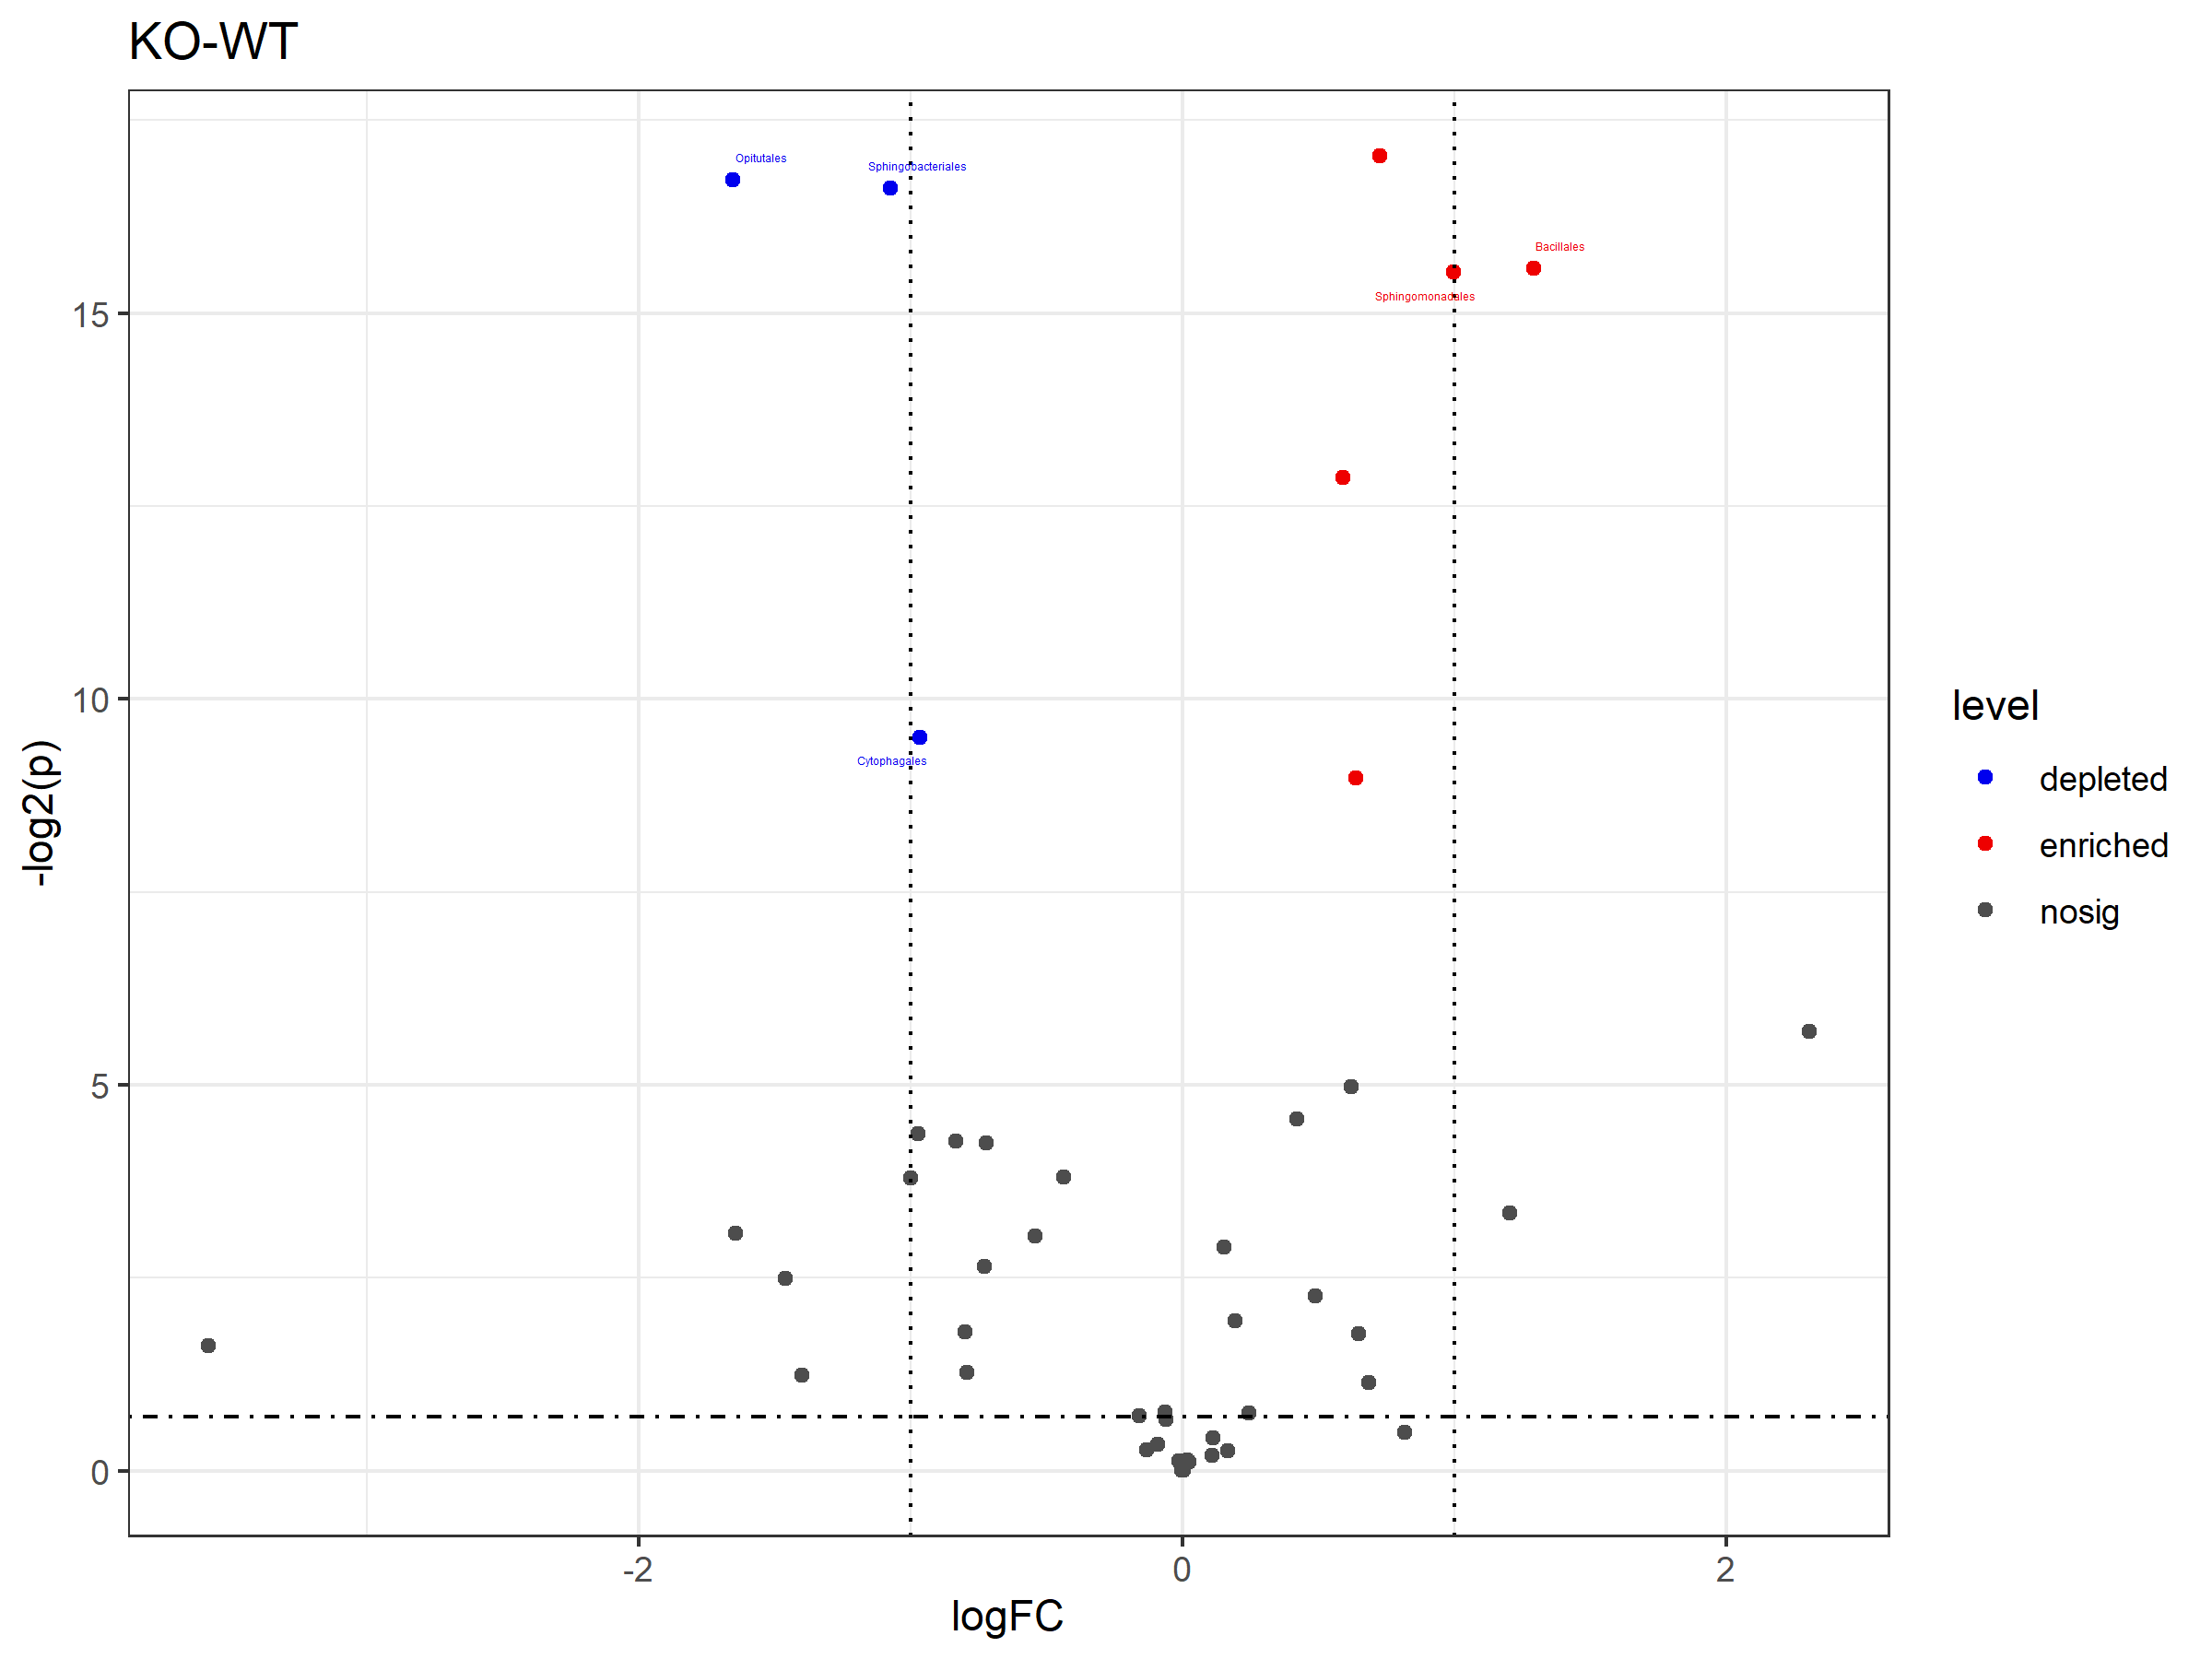 KO-WT
Opitutales
Sphingobacteriales
Bacillales
Sphingomonadales
Cytophagales
15
10
5
0
-log2(p)
-2
0
2
logFC
level
depleted
enriched
nosig